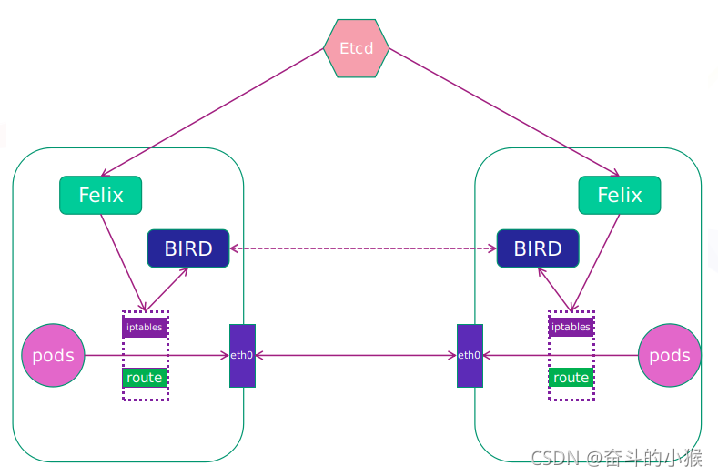 Etcd
Felix
Felix
BIRD
BIRD
iptables
iptables
pods
eth0
eth0
pods
route
route
CSDN @奋斗的小猴